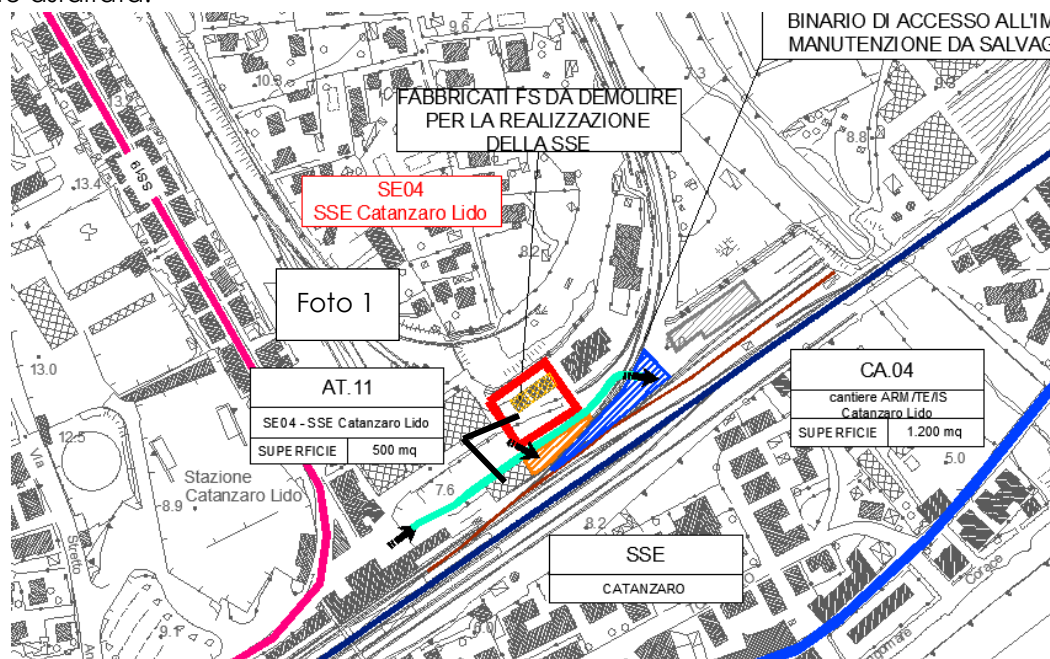 BINARIO DI ACCESSO ALL'IM
MANUTENZIONE DA SALVAG
FABBRICATI FS DA DEMOLIRE
PER LA REALIZZAZIONE
DELLA SSE
SE04
SSE Catanzaro Lido
SS19
Foto 1
AT.11
SE04 - SSE Catanzaro Lido
SUPERFICIE 500 mq
CA.04
cantiere ARM/TE/IS
Catanzaro Lido
SUPERFICIE 1.200 mq
SSE
CATANZARO
Stazione
Catanzaro Lido
Via
Stretto
Corace
9.6
8.8
13.4
8.2
13.0
12.5
8.9
7.6
8.2
5.0
9.1